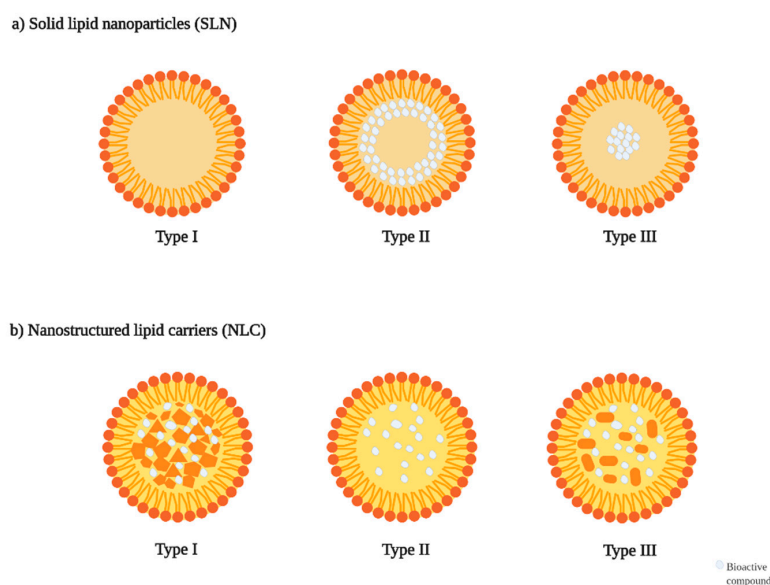 a) Solid lipid nanoparticles (SLN)
Type I
Type II
Type III
b) Nanostructured lipid carriers (NLC)
Type I
Type II
Type III
Bioactive
compound